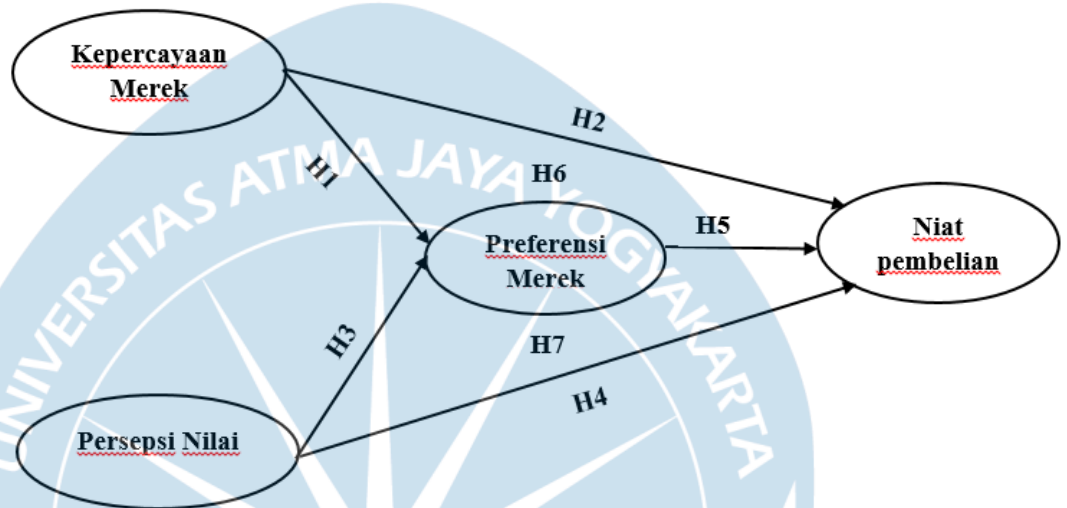 Kepercayaan
Merek
H2
UNIVERSITAS ATMA JAYA YOGYAKARTA
H1
H6
Preferensi
Merek
H5
Niat
pembelian
H3
H7
H4
Persepsi Nilai